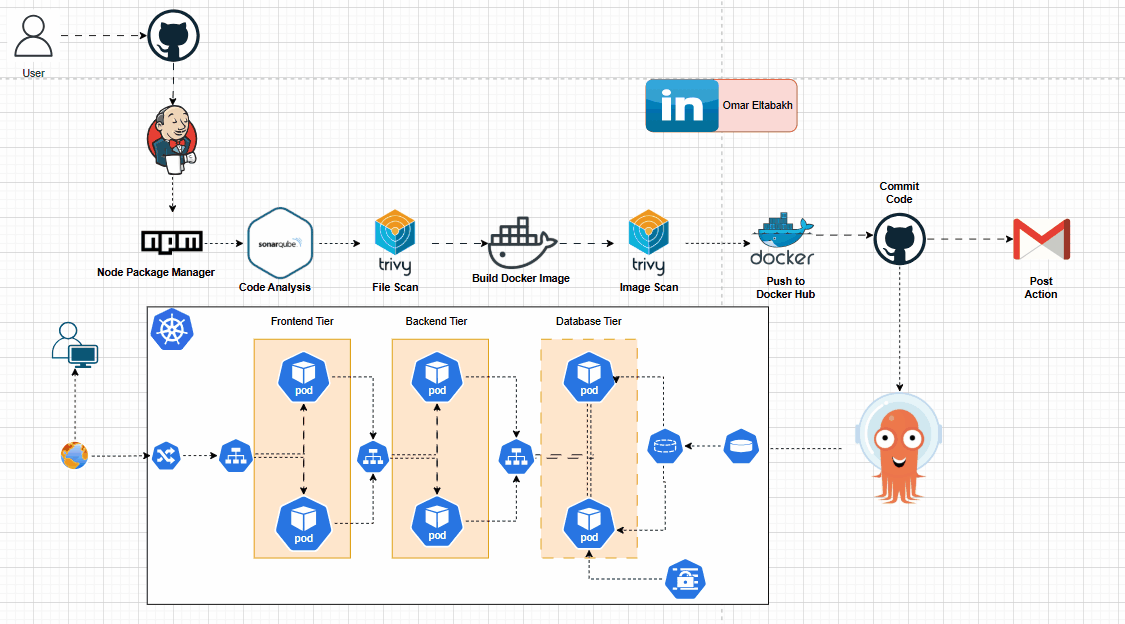 User
in
Omar Eltabakh
Commit
Code
npm
Node Package Manager
sonarqube
Code Analysis
trivy
File Scan
Build Docker Image
trivy
Image Scan
docker
Push to
Docker Hub
Post
Action
Frontend Tier
Backend Tier
Database Tier
pod
pod
pod
pod
pod
pod